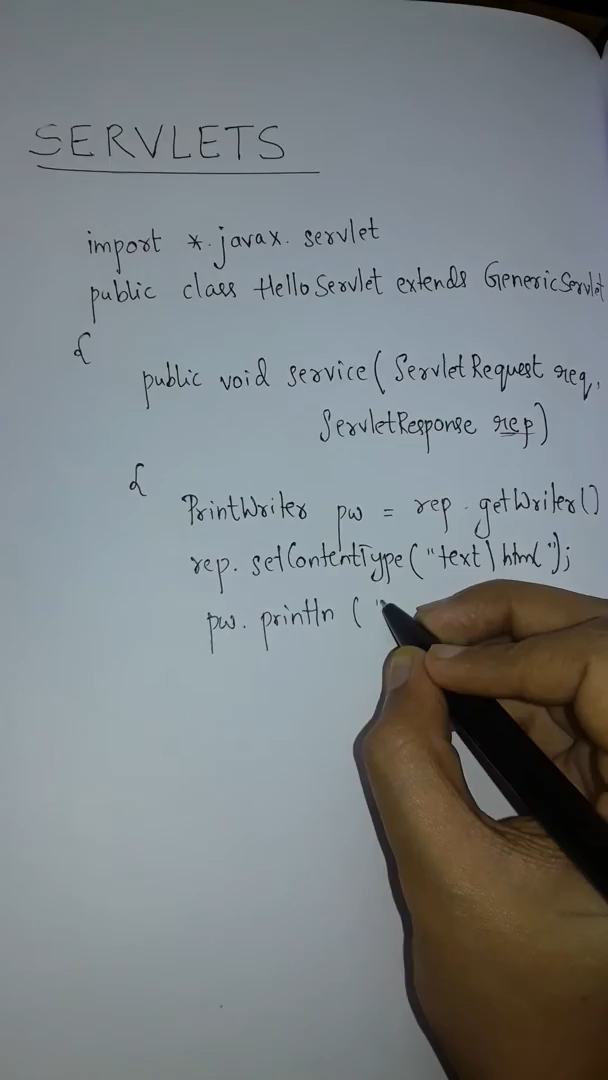 SERVLETS
import *.javax.servlet
public class HelloServlet extends GenericServlet
{
public void service(ServletRequest req,
ServletResponse rep)
{
PrintWriter pw = rep.getWriter()
rep.setContentType("text\html");
pw.println ("